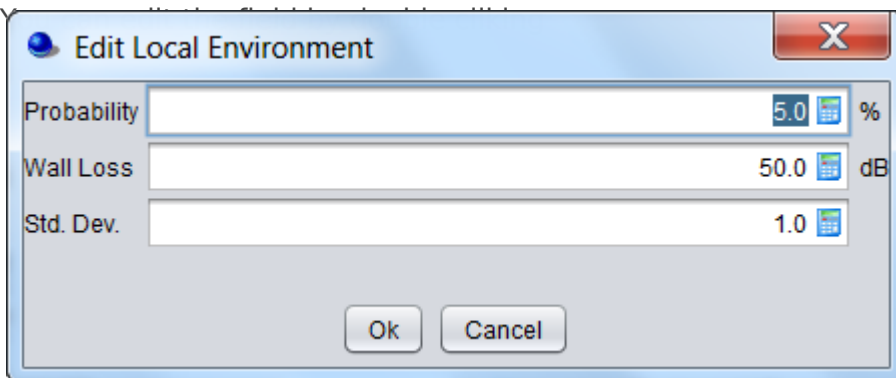 Edit Local Environment
X
Probability 5.0 %
Wall Loss 50.0 dB
Std. Dev. 1.0
Ok Cancel